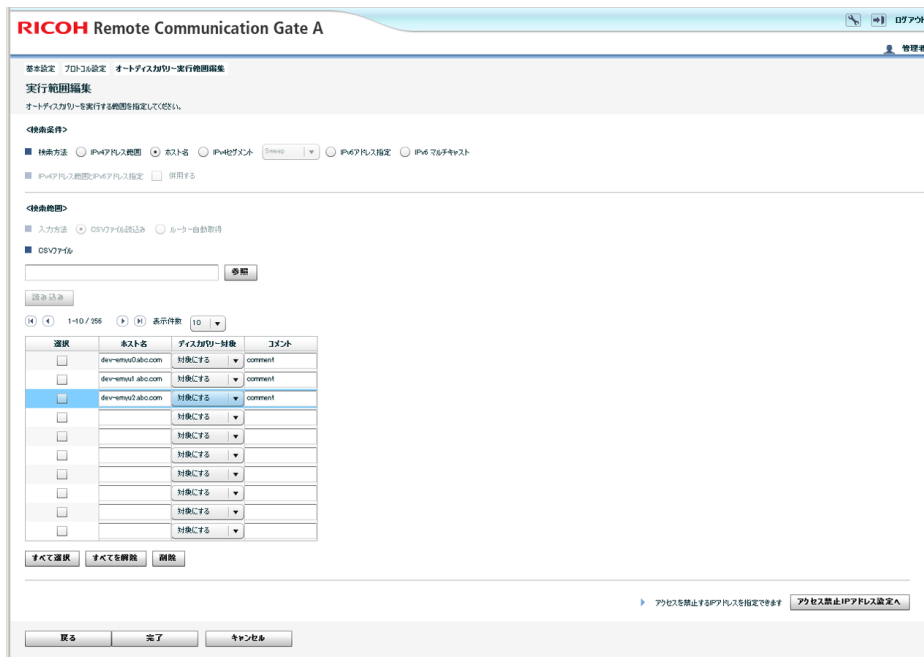 RICOH Remote Communication Gate A
ログアウト
管理者
基本設定 プロトコル設定 オートディスカバリー実行範囲編集
実行範囲編集
オートディスカバリーを実行する範囲を指定してください。
<検索条件>
検索方法 IPv4アドレス範囲 ホスト名 IPv4セグメント Sweep IPv6アドレス指定 IPv6 マルチキャスト
IPv4アドレス範囲とIPv6アドレス指定 併用する
<検索範囲>
入力方法 CSVファイル読込み ルーター自動取得
CSVファイル
参照
読み込み
1-10 / 256 表示件数 10
選択 ホスト名 ディスカバリー対象 コメント
dev-emyu0.abc.com 対象にする comment
dev-emyu1.abc.com 対象にする comment
dev-emyu2.abc.com 対象にする comment
対象にする
対象にする
対象にする
対象にする
対象にする
対象にする
対象にする
すべて選択 すべてを解除 削除
アクセスを禁止するIPアドレスを指定できます アクセス禁止IPアドレス設定へ
戻る 完了 キャンセル